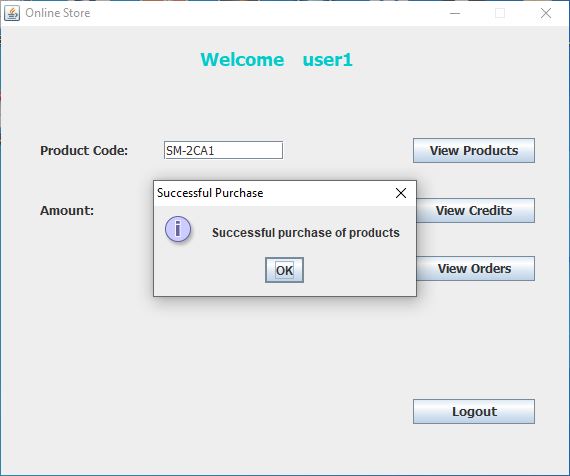 Online Store
Welcome user1
Product Code: SM-2CA1 View Products
Successful Purchase
Amount: View Credits
i
Successful purchase of products
OK
View Orders
Logout